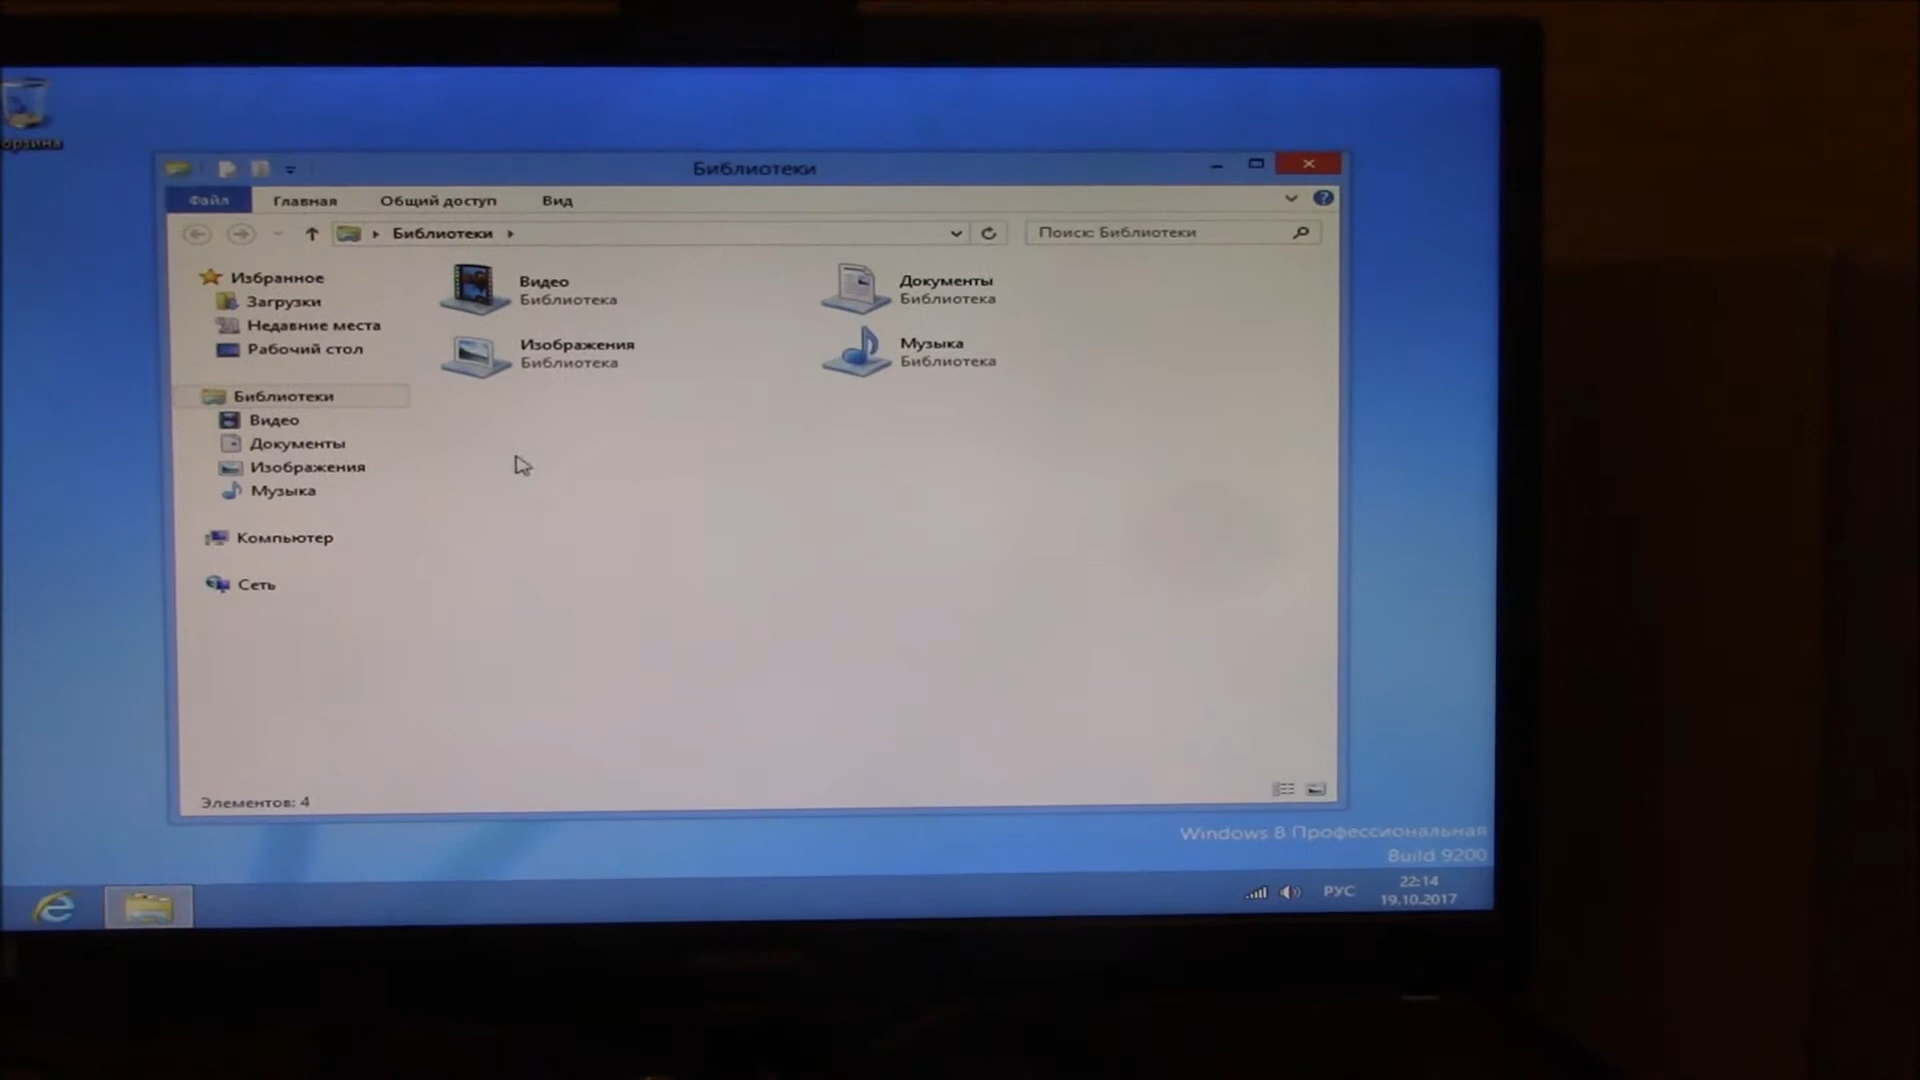 Библиотеки
Файл
Главная
Общий доступ
Вид
Библиотеки
Поиск: Библиотеки
Избранное
Загрузки
Недавние места
Рабочий стол
Библиотеки
Видео
Документы
Изображения
Музыка
Компьютер
Сеть
Видео
Библиотека
Документы
Библиотека
Изображения
Библиотека
Музыка
Библиотека
Элементов: 4
Windows 8 Профессиональная
Build 9200
РУС
22:14
19.10.2017